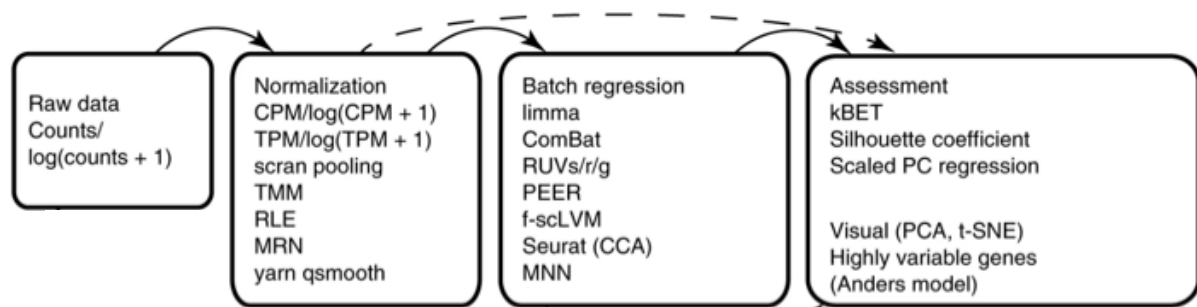 Raw data
Counts/
log(counts + 1)
Normalization
CPM/log(CPM + 1)
TPM/log(TPM + 1)
scran pooling
TMM
RLE
MRN
yarn qsmooth
Batch regression
limma
ComBat
RUVs/r/g
PEER
f-scLVM
Seurat (CCA)
MNN
Assessment
kBET
Silhouette coefficient
Scaled PC regression
Visual (PCA, t-SNE)
Highly variable genes
(Anders model)